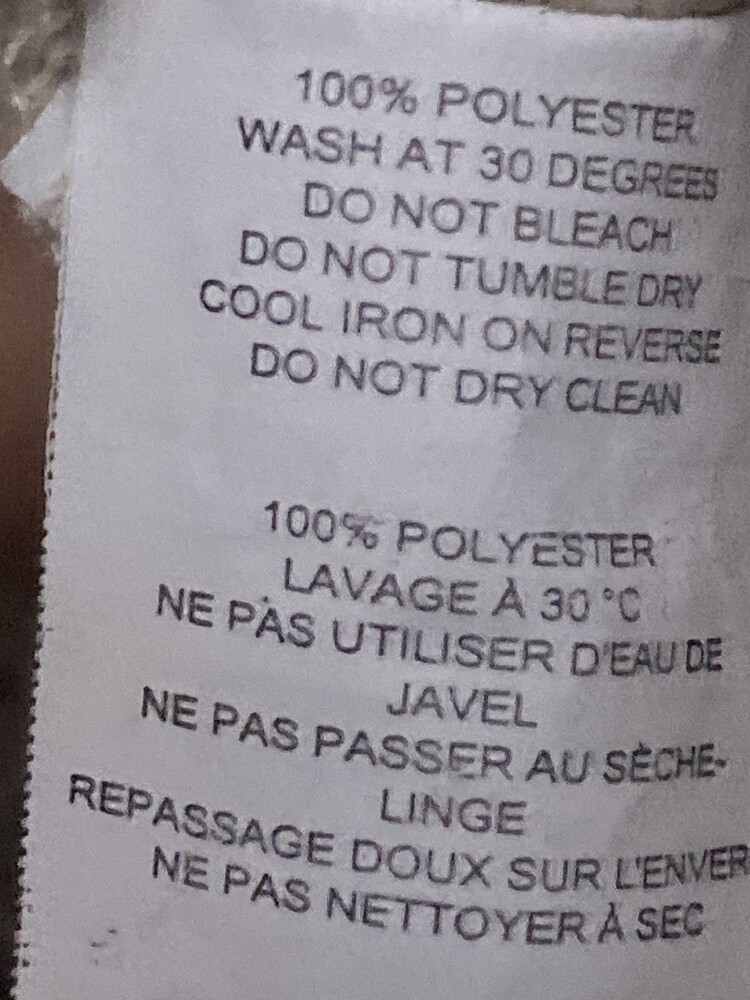 100% POLYESTER
WASH AT 30 DEGREES
DO NOT BLEACH
DO NOT TUMBLE DRY
COOL IRON ON REVERSE
DO NOT DRY CLEAN
100% POLYESTER
LAVAGE À 30 °C
NE PAS UTILISER D'EAU DE
JAVEL
NE PAS PASSER AU SÈCHE-
LINGE
REPASSAGE DOUX SUR L'ENVER
NE PAS NETTOYER À SEC